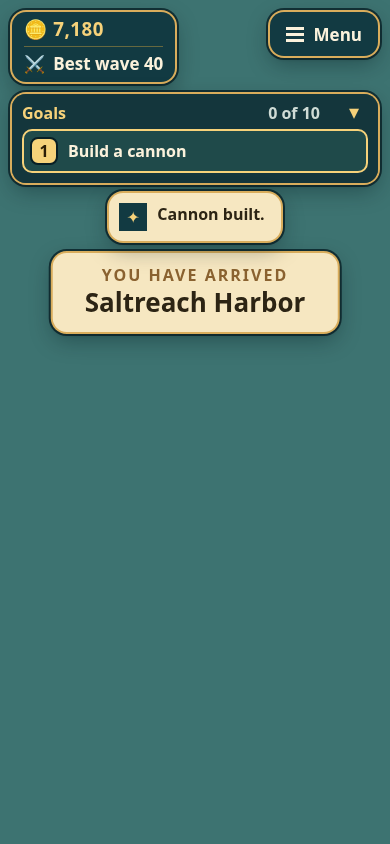 7,180
Best wave 40
Menu
Goals
0 of 10
1
Build a cannon
Cannon built.
YOU HAVE ARRIVED
Saltreach Harbor